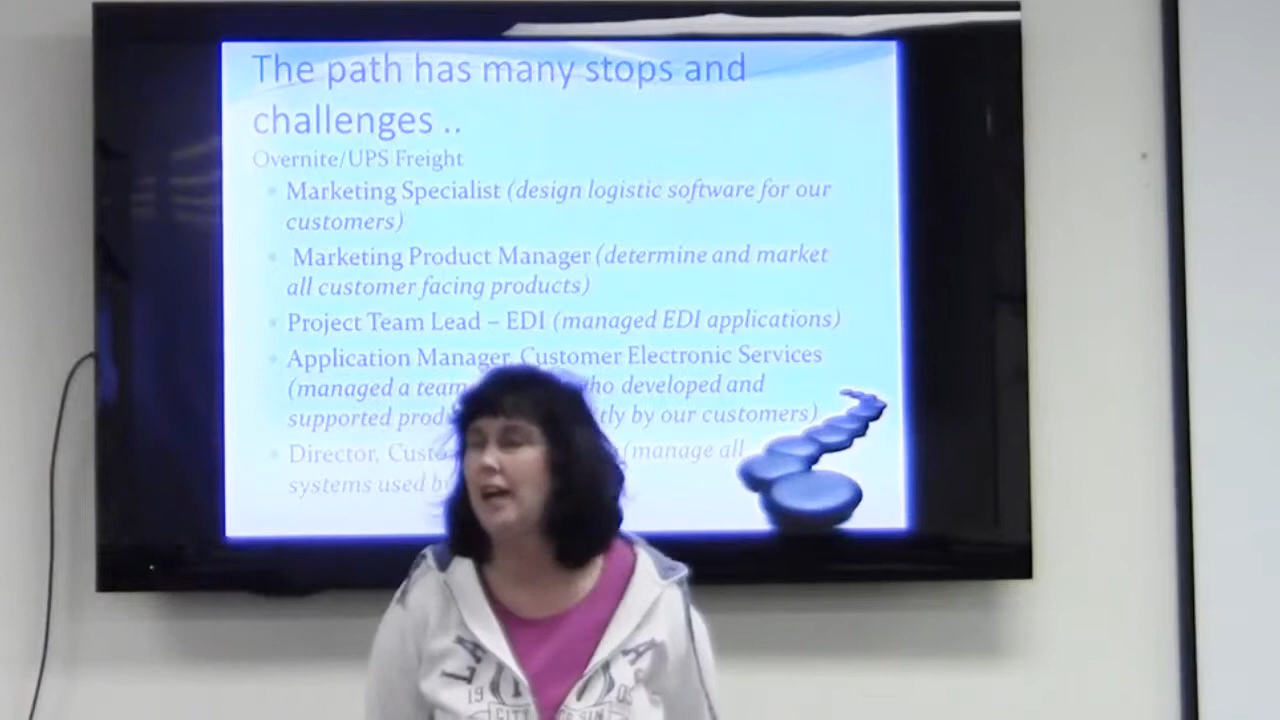 The path has many stops and
challenges ..
Overnite/UPS Freight
Marketing Specialist (design logistic software for our
customers)
Marketing Product Manager (determine and market
all customer facing products)
Project Team Lead – EDI (managed EDI applications)
Application Manager, Customer Electronic Services
(managed a team developed and
supported by our customers)
Director, (manage all
systems used
LA
19